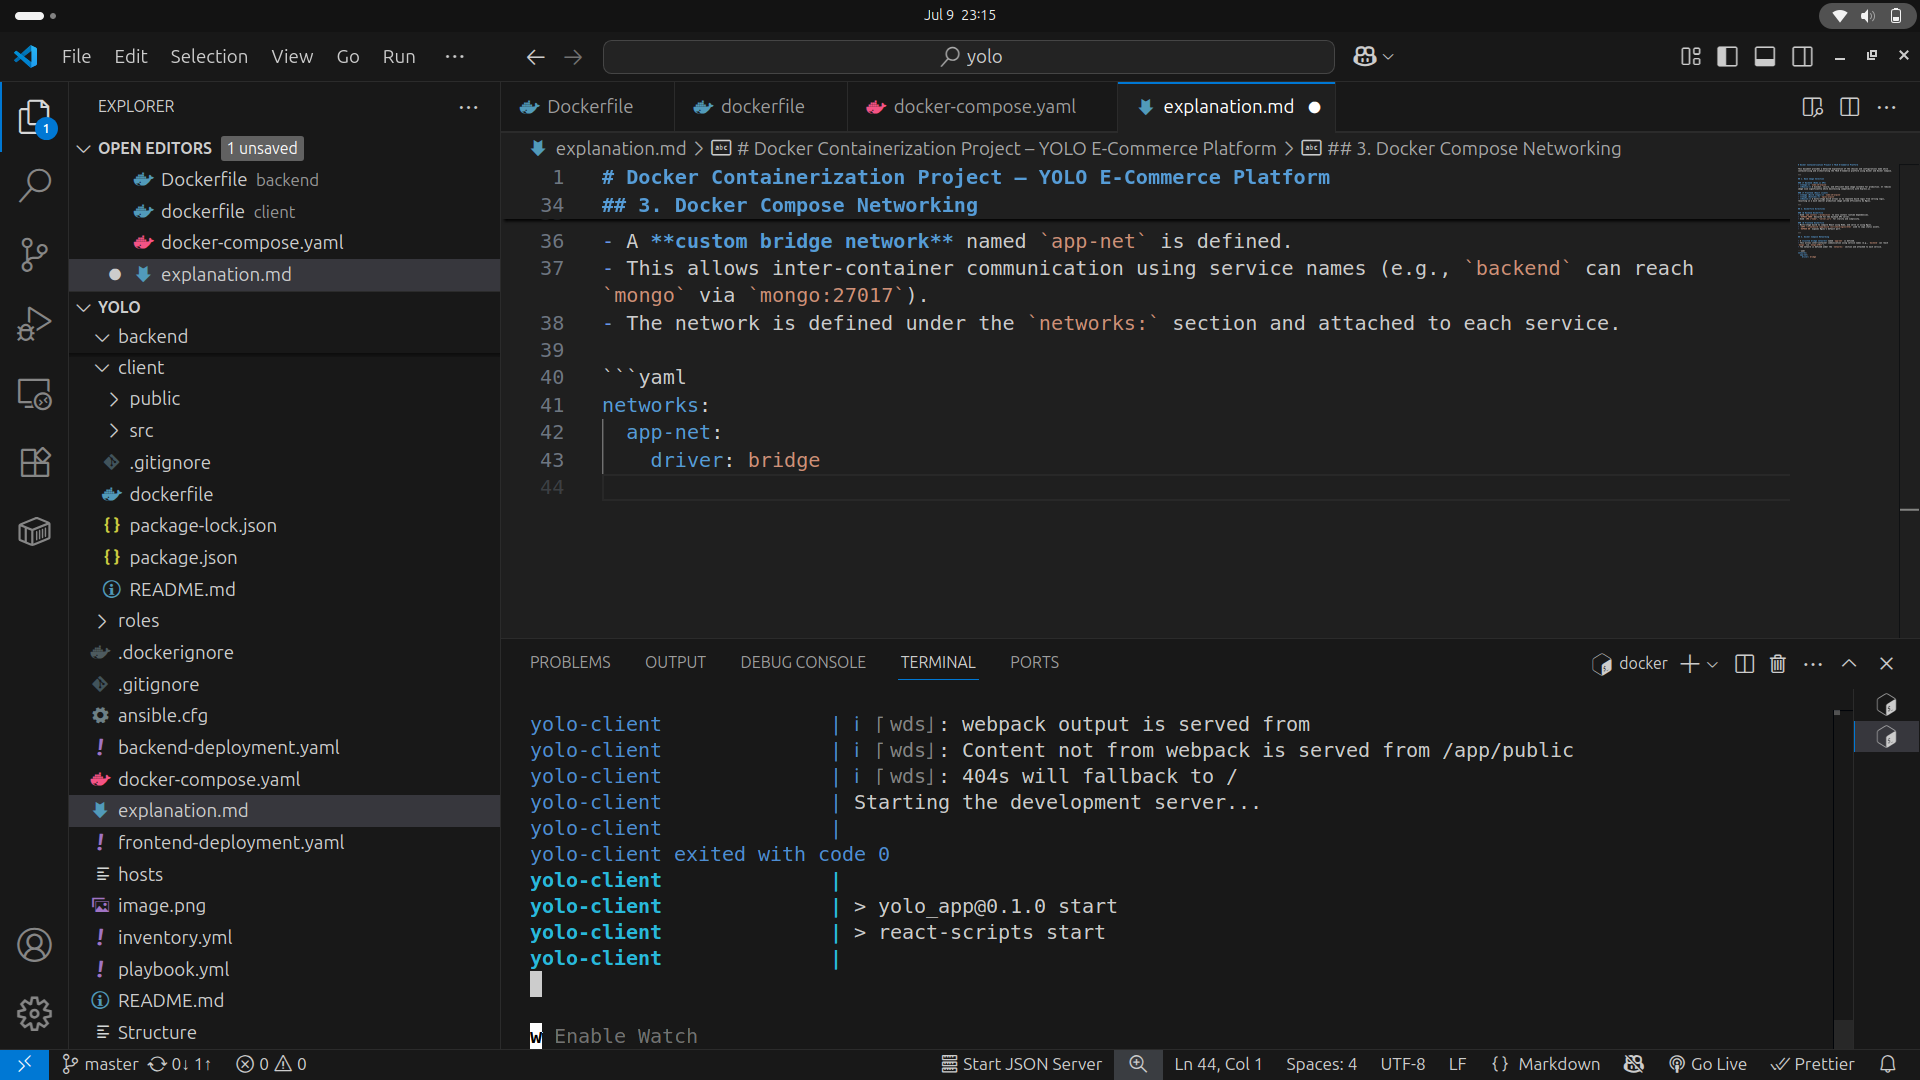 Jul 9 23:15
File Edit Selection View Go Run ···
yolo
EXPLORER ···
OPEN EDITORS 1 unsaved
Dockerfile backend
dockerfile client
docker-compose.yaml
explanation.md
YOLO
backend
client
public
src
.gitignore
dockerfile
package-lock.json
package.json
README.md
roles
.dockerignore
.gitignore
ansible.cfg
backend-deployment.yaml
docker-compose.yaml
explanation.md
frontend-deployment.yaml
hosts
image.png
inventory.yml
playbook.yml
README.md
Structure
1
Dockerfile dockerfile docker-compose.yaml explanation.md
explanation.md > # Docker Containerization Project – YOLO E-Commerce Platform > ## 3. Docker Compose Networking
1 # Docker Containerization Project – YOLO E-Commerce Platform
34 ## 3. Docker Compose Networking
36 - A **custom bridge network** named `app-net` is defined.
37 - This allows inter-container communication using service names (e.g., `backend` can reach
`mongo` via `mongo:27017`).
38 - The network is defined under the `networks:` section and attached to each service.
39
40 ```yaml
41 networks:
42 app-net:
43 driver: bridge
44
PROBLEMS OUTPUT DEBUG CONSOLE TERMINAL PORTS
docker
yolo-client | i ｢wds｣: webpack output is served from
yolo-client | i ｢wds｣: Content not from webpack is served from /app/public
yolo-client | i ｢wds｣: 404s will fallback to /
yolo-client | Starting the development server...
yolo-client |
yolo-client exited with code 0
yolo-client |
yolo-client | > yolo_app@0.1.0 start
yolo-client | > react-scripts start
yolo-client |
w Enable Watch
master 0↓ 1↑ 0 0 Start JSON Server Ln 44, Col 1 Spaces: 4 UTF-8 LF {} Markdown Go Live Prettier